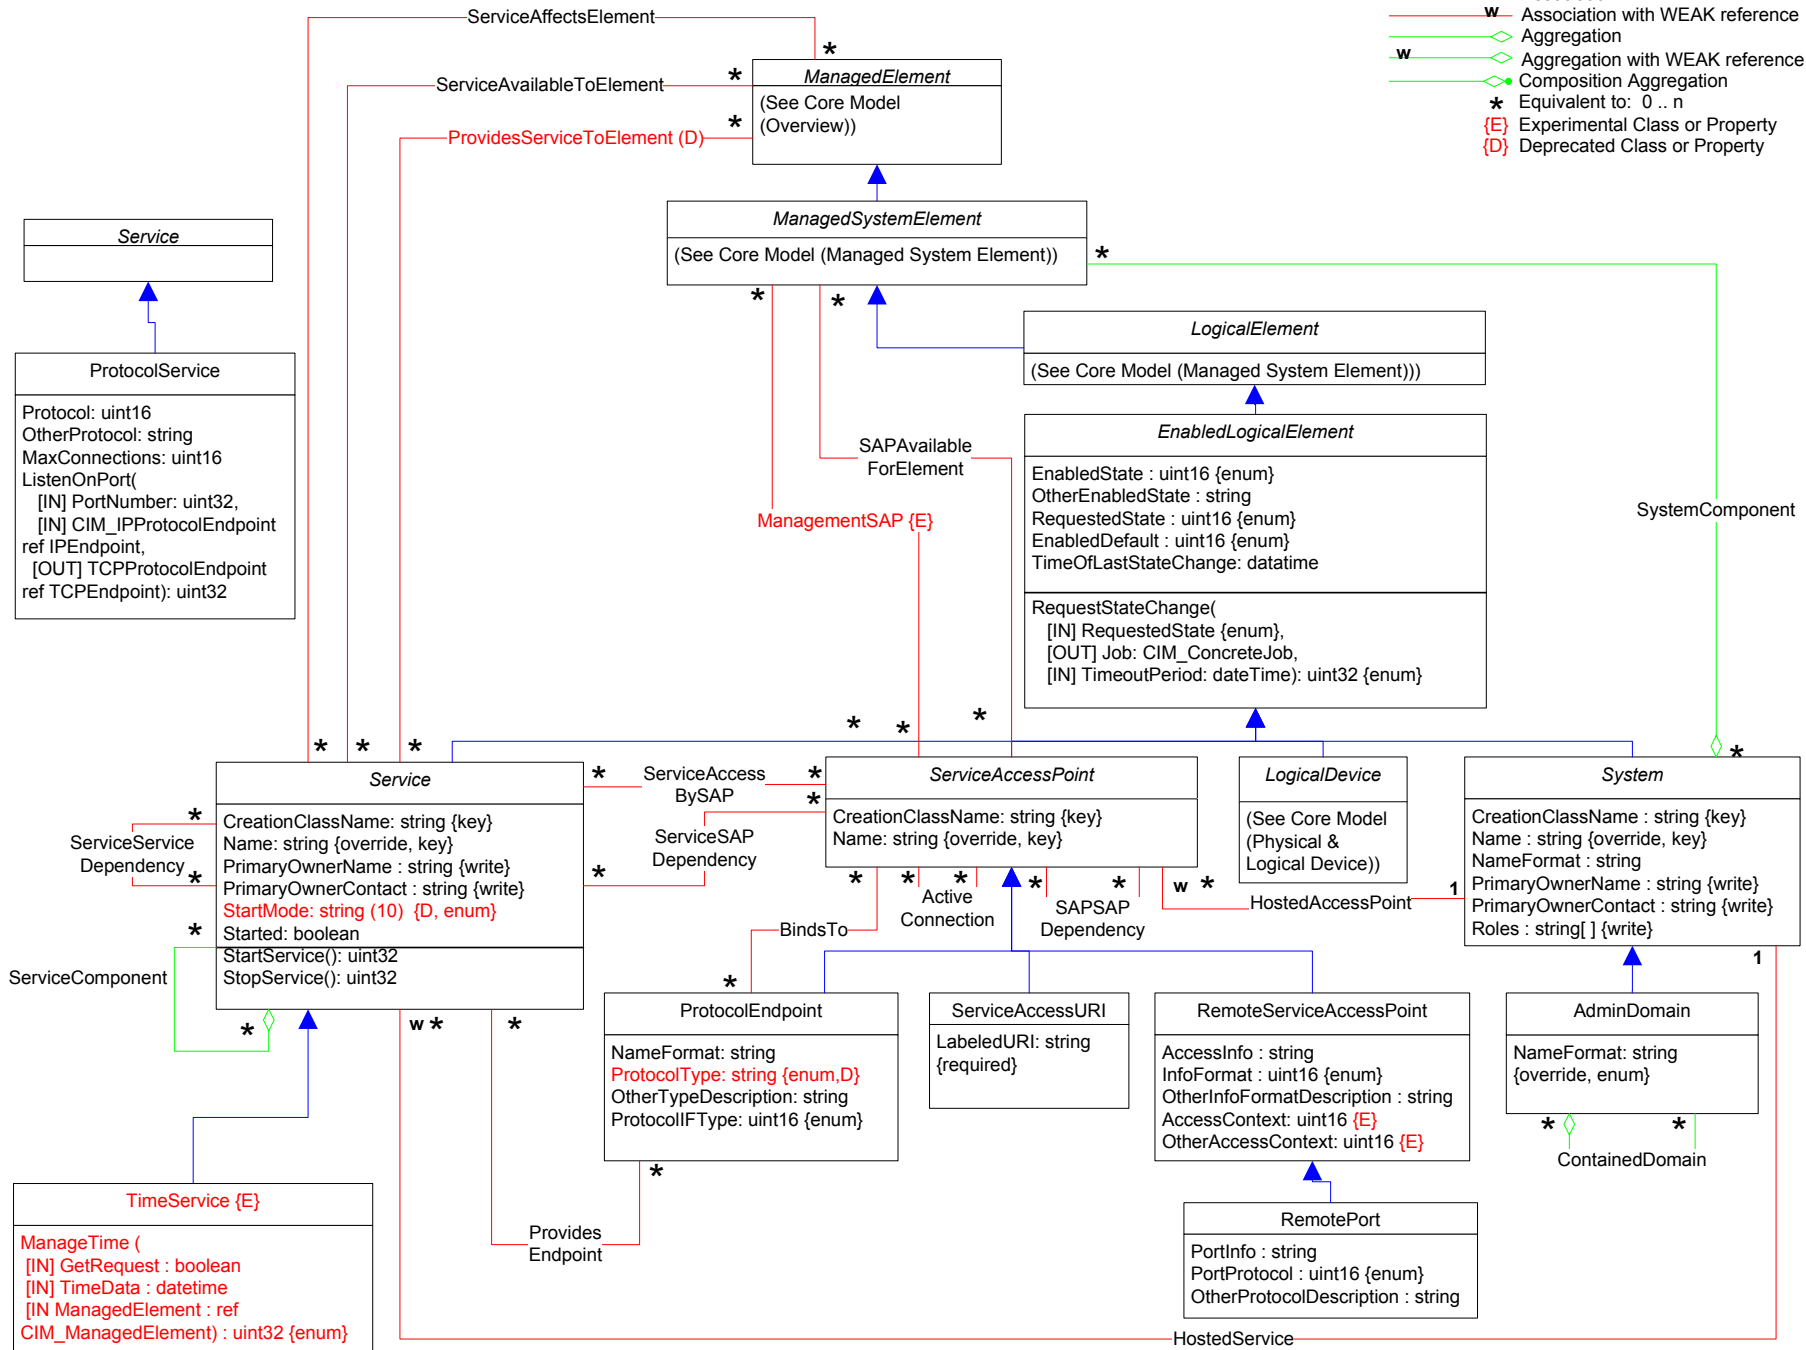 ServiceAffectsElement
w Association with WEAK reference
Aggregation
w Aggregation with WEAK reference
Composition Aggregation
* Equivalent to: 0 .. n
{E} Experimental Class or Property
{D} Deprecated Class or Property
*
ManagedElement
(See Core Model
(Overview))
ServiceAvailableToElement
*
ProvidesServiceToElement (D)
*
ManagedSystemElement
(See Core Model (Managed System Element))
*
*
*
Service
ProtocolService
Protocol: uint16
OtherProtocol: string
MaxConnections: uint16
ListenOnPort(
[IN] PortNumber: uint32,
[IN] CIM_IPProtocolEndpoint
ref IPEndpoint,
[OUT] TCPProtocolEndpoint
ref TCPEndpoint): uint32
LogicalElement
(See Core Model (Managed System Element)))
EnabledLogicalElement
EnabledState : uint16 {enum}
OtherEnabledState : string
RequestedState : uint16 {enum}
EnabledDefault : uint16 {enum}
TimeOfLastStateChange: datatime
RequestStateChange(
[IN] RequestedState {enum},
[OUT] Job: CIM_ConcreteJob,
[IN] TimeoutPeriod: dateTime): uint32 {enum}
SAPAvailable
ForElement
ManagementSAP {E}
SystemComponent
*
*
*
*
*
*
*
Service
CreationClassName: string {key}
Name: string {override, key}
PrimaryOwnerName : string {write}
PrimaryOwnerContact : string {write}
StartMode: string (10) {D, enum}
Started: boolean
StartService(): uint32
StopService(): uint32
*
ServiceAccess
BySAP
*
*
ServiceSAP
Dependency
*
ServiceAccessPoint
CreationClassName: string {key}
Name: string {override, key}
LogicalDevice
(See Core Model
(Physical &
Logical Device))
System
CreationClassName: string {key}
Name : string {override, key}
NameFormat : string
PrimaryOwnerName : string {write}
PrimaryOwnerContact : string {write}
Roles : string[ ] {write}
*
ServiceService
Dependency
*
*
ServiceComponent
*
*
*
*
Active
Connection
*
*
SAPSAP
Dependency
w *
HostedAccessPoint
1
1
BindsTo
*
w *
*
ProtocolEndpoint
NameFormat: string
ProtocolType: string {enum,D}
OtherTypeDescription: string
ProtocolIFType: uint16 {enum}
*
ServiceAccessURI
LabeledURI: string
{required}
RemoteServiceAccessPoint
AccessInfo : string
InfoFormat : uint16 {enum}
OtherInfoFormatDescription : string
AccessContext: uint16 {E}
OtherAccessContext: uint16 {E}
AdminDomain
NameFormat: string
{override, enum}
*
*
ContainedDomain
TimeService {E}
ManageTime (
[IN] GetRequest : boolean
[IN] TimeData : datetime
[IN ManagedElement : ref
CIM_ManagedElement) : uint32 {enum}
Provides
Endpoint
RemotePort
PortInfo : string
PortProtocol : uint16 {enum}
OtherProtocolDescription : string
HostedService